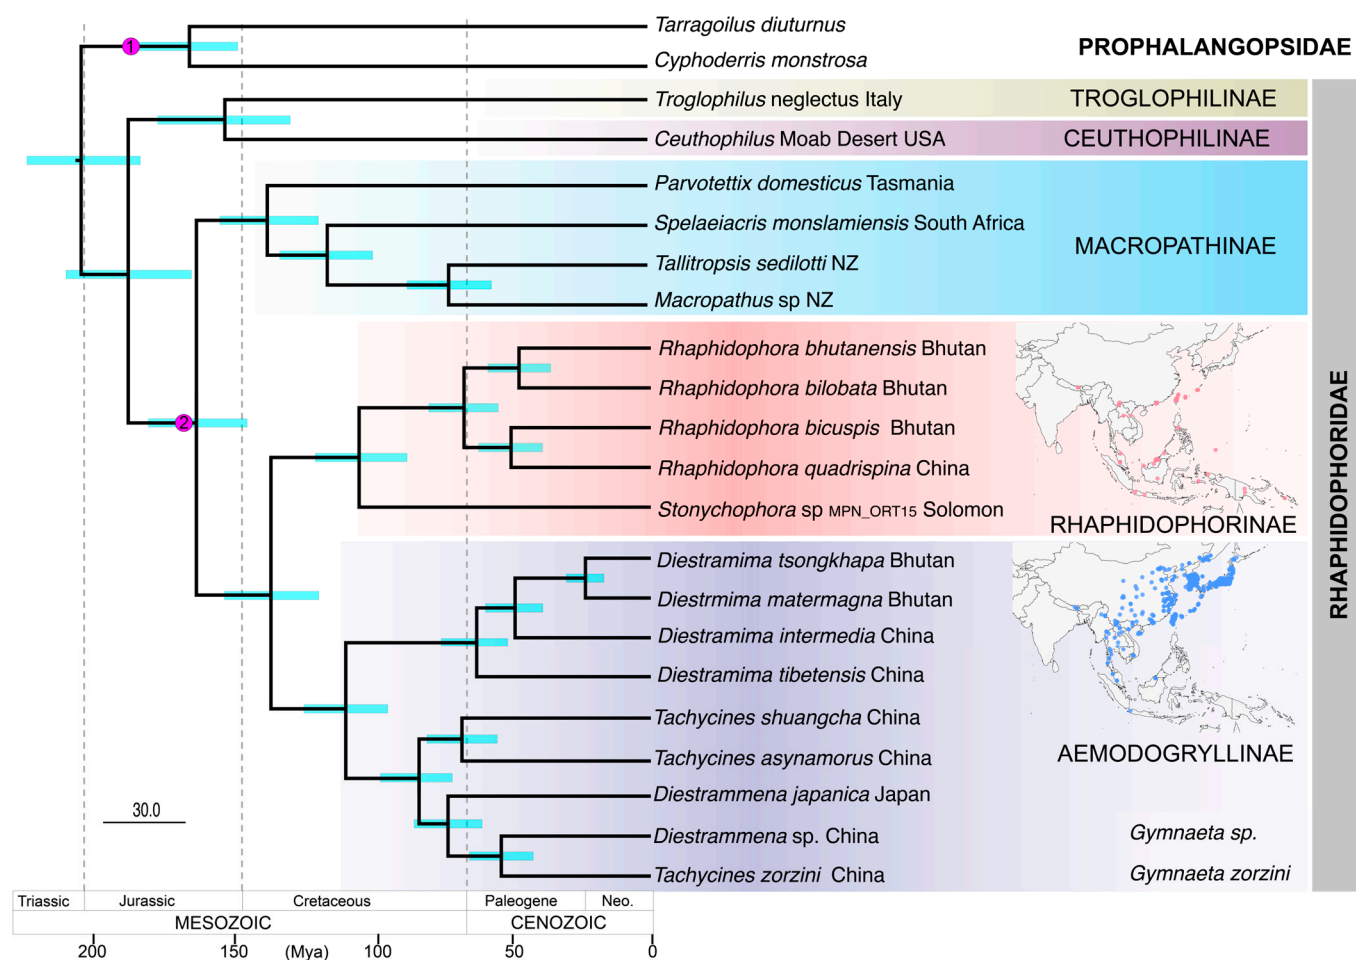 Tarragoilus diuturnus
Cyphoderris monstrosa
PROPHALANGOPSIDAE
1
Troglophilus neglectus Italy
TROGLOPHILINAE
Ceuthophilus Moab Desert USA
CEUTHOPHILINAE
Parvotettix domesticus Tasmania
Spelaeiacris monslamiensis South Africa
MACROPATHINAE
Tallitropsis sedilotti NZ
Macropathus sp NZ
Rhaphidophora bhutanensis Bhutan
Rhaphidophora bilobata Bhutan
2
Rhaphidophora bicuspis Bhutan
Rhaphidophora quadrispina China
Stonychophora sp MPN_ORT15 Solomon
RHAPHIDOPHORINAE
RHAPHIDOPHORIDAE
Diestramima tsongkhapa Bhutan
Diestrmima matermagna Bhutan
Diestramima intermedia China
Diestramima tibetensis China
Tachycines shuangcha China
Tachycines asynamorus China
AEMODOGRYLLINAE
Diestrammena japanica Japan
30.0
Diestrammena sp. China
Gymnaeta sp.
Tachycines zorzini China
Gymnaeta zorzini
Triassic Jurassic Cretaceous Paleogene Neo.
MESOZOIC CENOZOIC
200 150 (Mya) 100 50 0